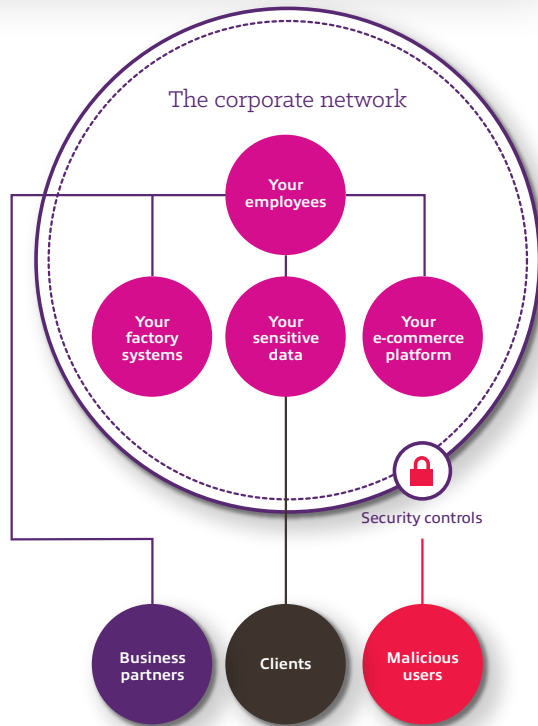 The corporate network
Your
employees
Your
factory
systems
Your
sensitive
data
Your
e-commerce
platform
Security controls
Business
partners
Clients
Malicious
users